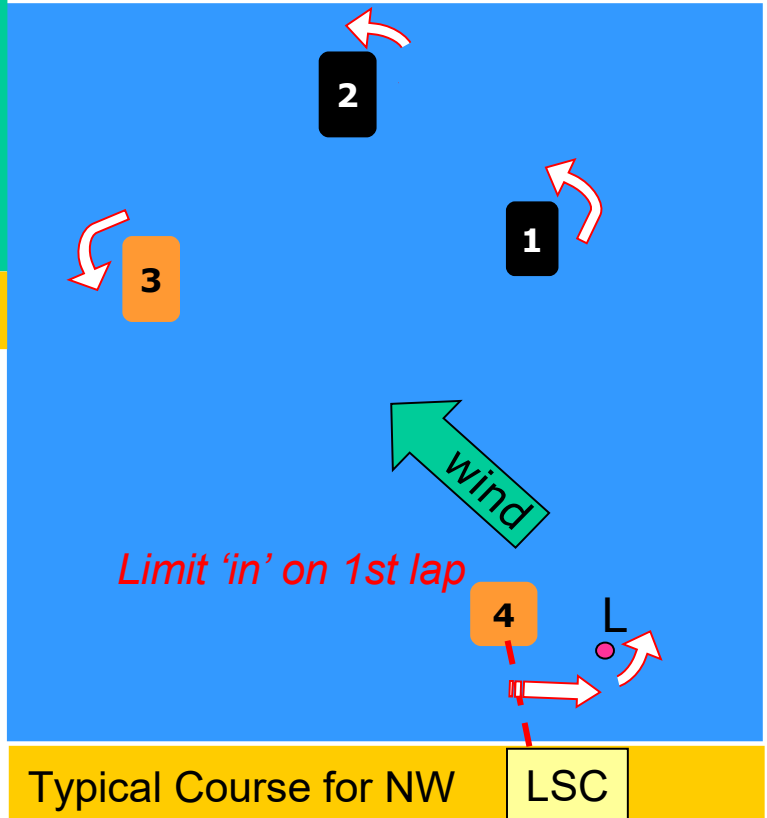 2
1
3
wind
Limit ‘in’ on 1st lap
4
L
Typical Course for NW
LSC